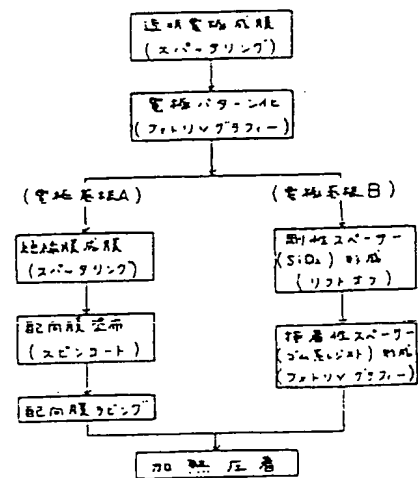 透明電極成膜
(スパッタリング)
電極パターン化
(フォトリソグラフィー)
(電極基板A)
絶縁膜成膜
(スパッタリング)
配向膜塗布
(スピンコート)
配向膜ラビング
(電極基板B)
剛性スペーサー
(SiO₂)形成
(リフトオフ)
接着性スペーサー
(ゴム系レジスト)形成
(フォトリソグラフィー)
加熱圧着